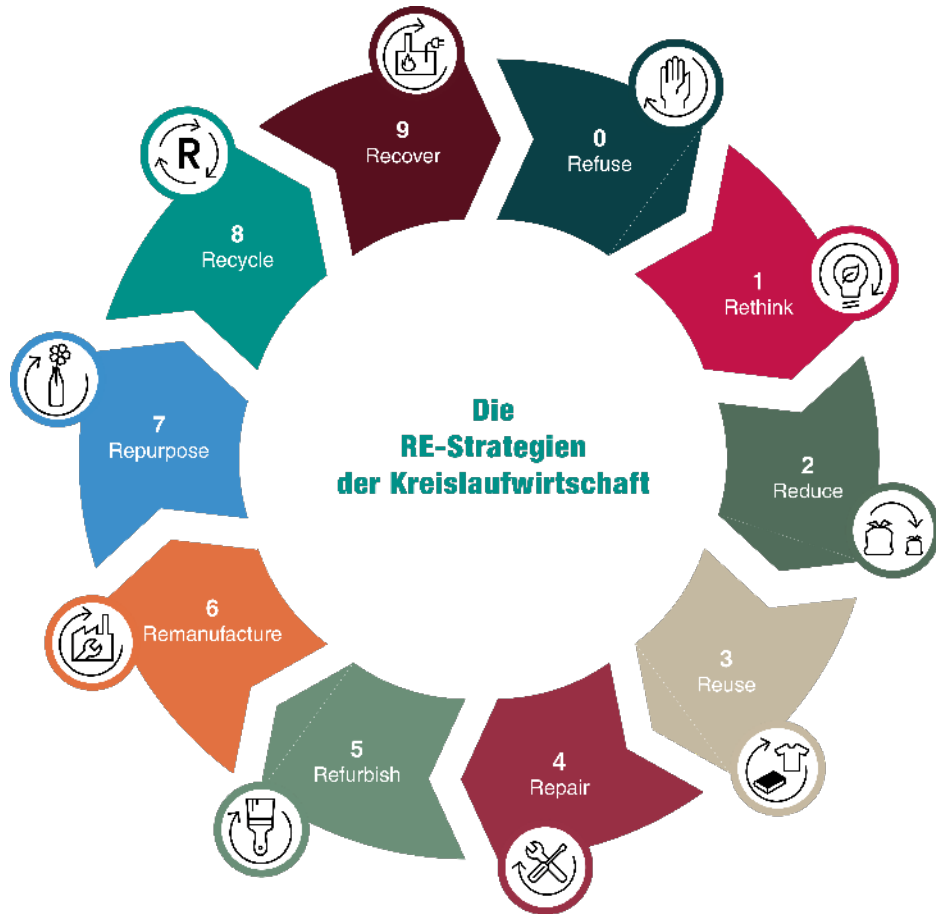 Die
RE-Strategien
der Kreislaufwirtschaft
0
Refuse
1
Rethink
2
Reduce
3
Reuse
4
Repair
5
Refurbish
6
Remanufacture
7
Repurpose
8
Recycle
R
9
Recover